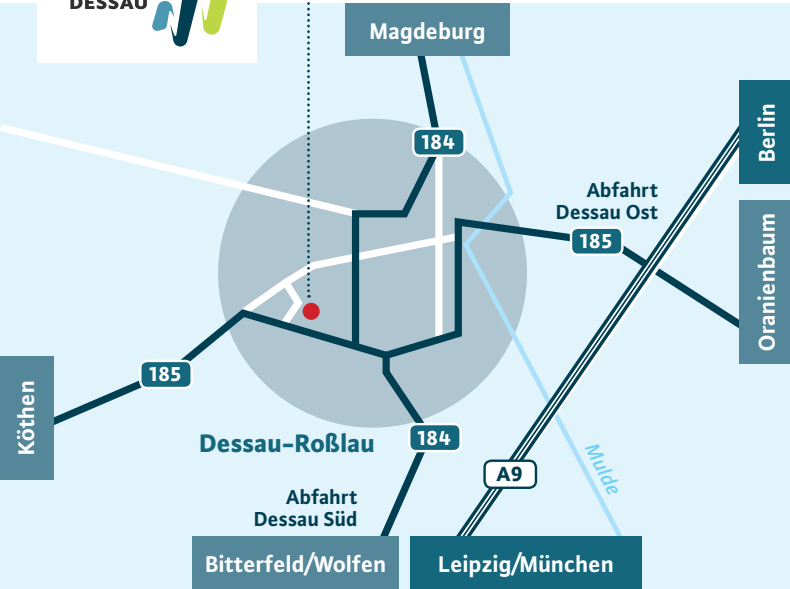 DESSAU
Magdeburg
184
Berlin
Abfahrt
Dessau Ost
185
Oranienbaum
185
Köthen
Dessau-Roßlau
184
A9
Mulde
Abfahrt
Dessau Süd
Bitterfeld/Wolfen
Leipzig/München